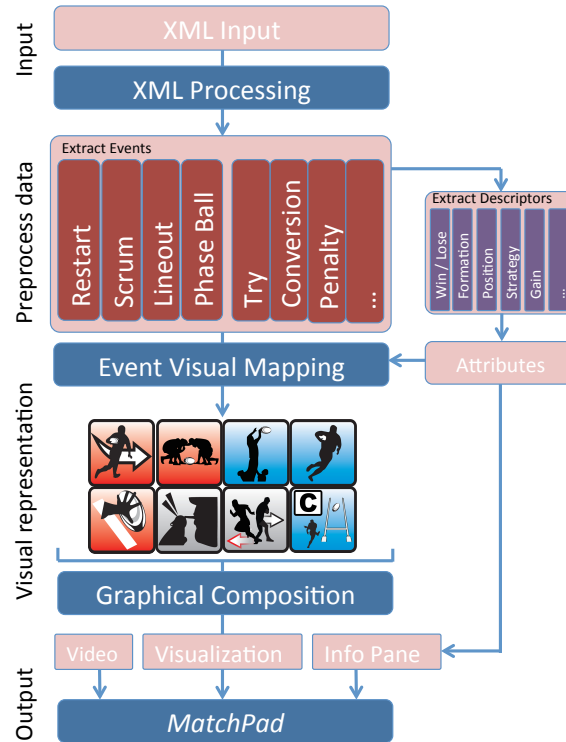 Input
XML Input
XML Processing
Preprocess data
Extract Events
Restart
Scrum
Lineout
Phase Ball
Try
Conversion
Penalty
...
Extract Descriptors
Win / Lose
Formation
Position
Strategy
Gain
...
Event Visual Mapping
Attributes
Visual representation
C
Graphical Composition
Output
Video
Visualization
Info Pane
MatchPad